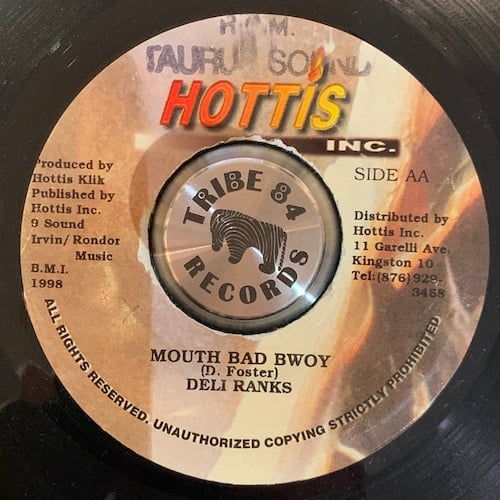 R.P.M.
TAURUS SOUND
HOTTIS
INC.
SIDE AA
Produced by
Hottis Klik
Published by
Hottis Inc.
9 Sound
Irvin/Rondor
Music
B.M.I.
1998
Distributed by
Hottis Inc.
11 Garelli Ave.
Kingston 10
Tel:(876)929-
3458
TRIBE 84
RECORDS
MOUTH BAD BWOY
(D. Foster)
DELI RANKS
ALL RIGHTS RESERVED. UNAUTHORIZED COPYING STRICTLY PROHIBITED